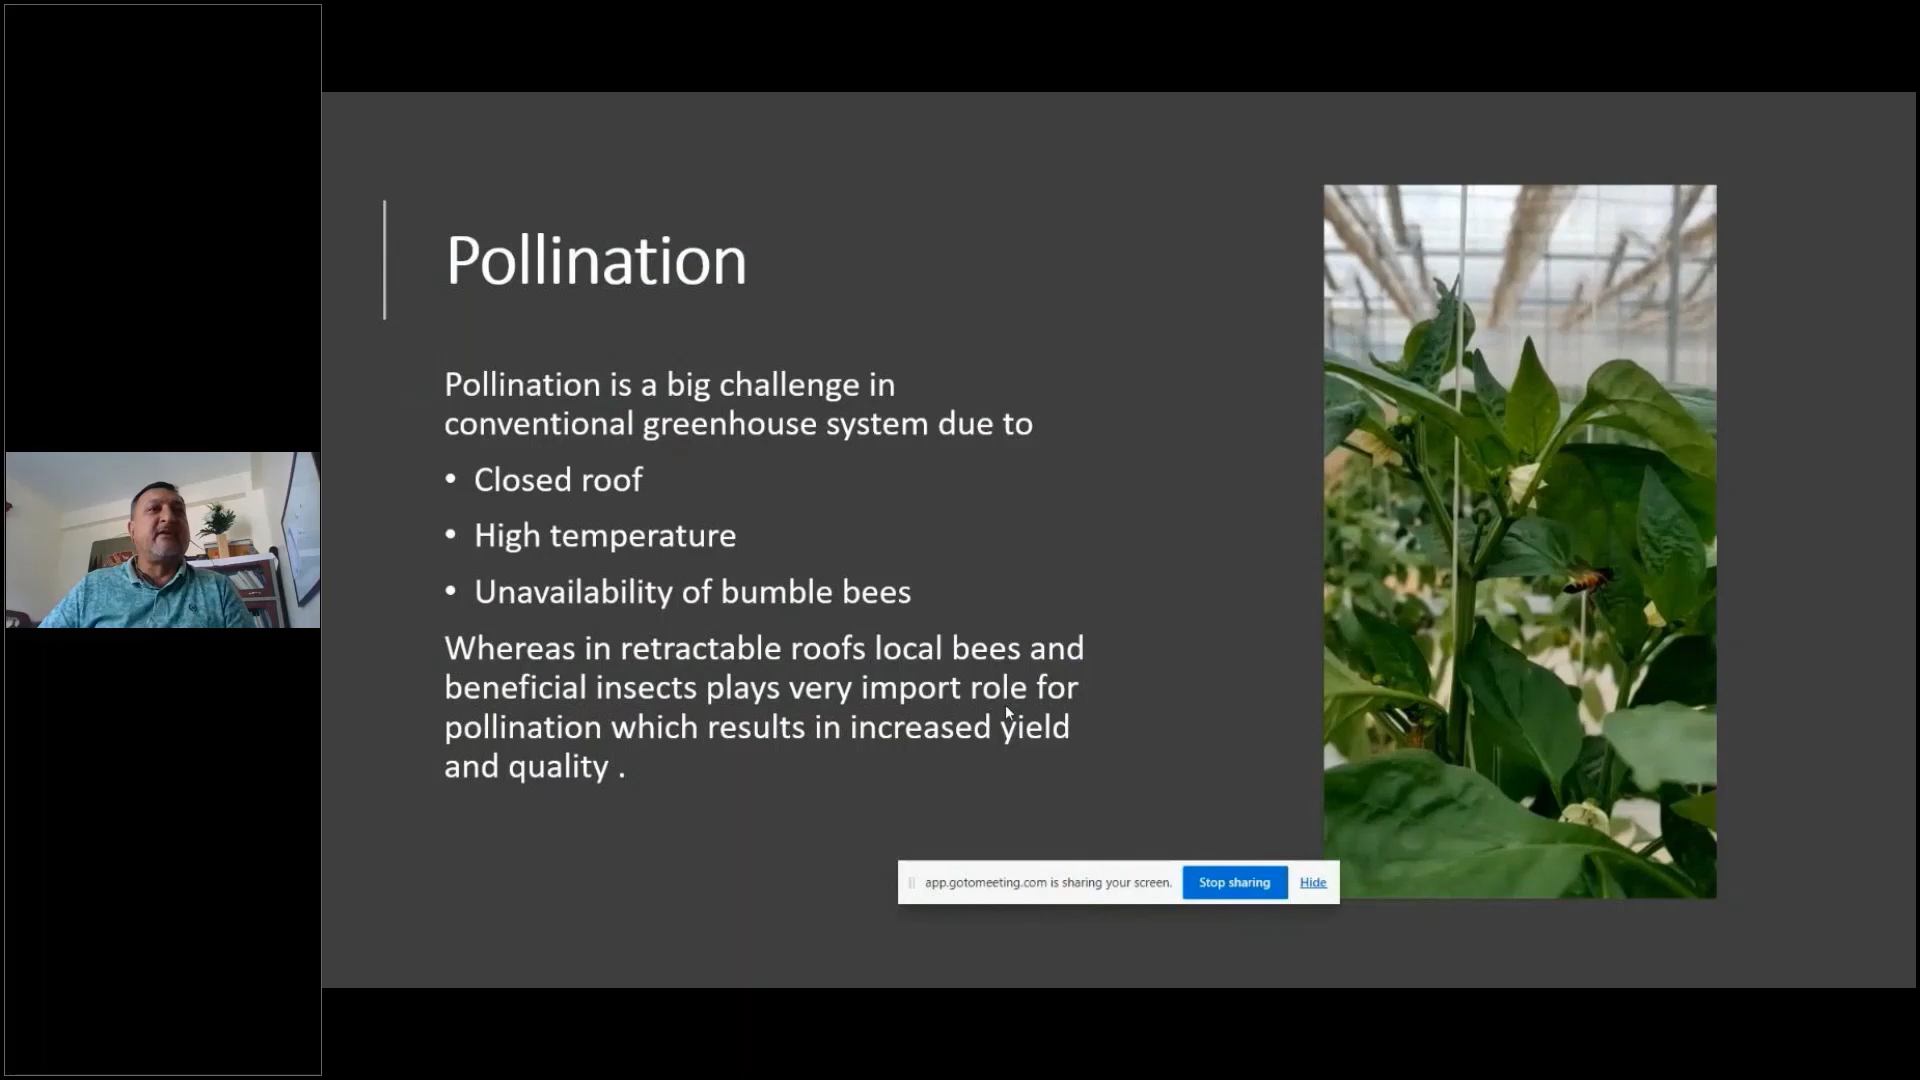 Pollination
Pollination is a big challenge in
conventional greenhouse system due to
• Closed roof
• High temperature
• Unavailability of bumble bees
Whereas in retractable roofs local bees and
beneficial insects plays very import role for
pollination which results in increased yield
and quality .
app.gotomeeting.com is sharing your screen. Stop sharing Hide